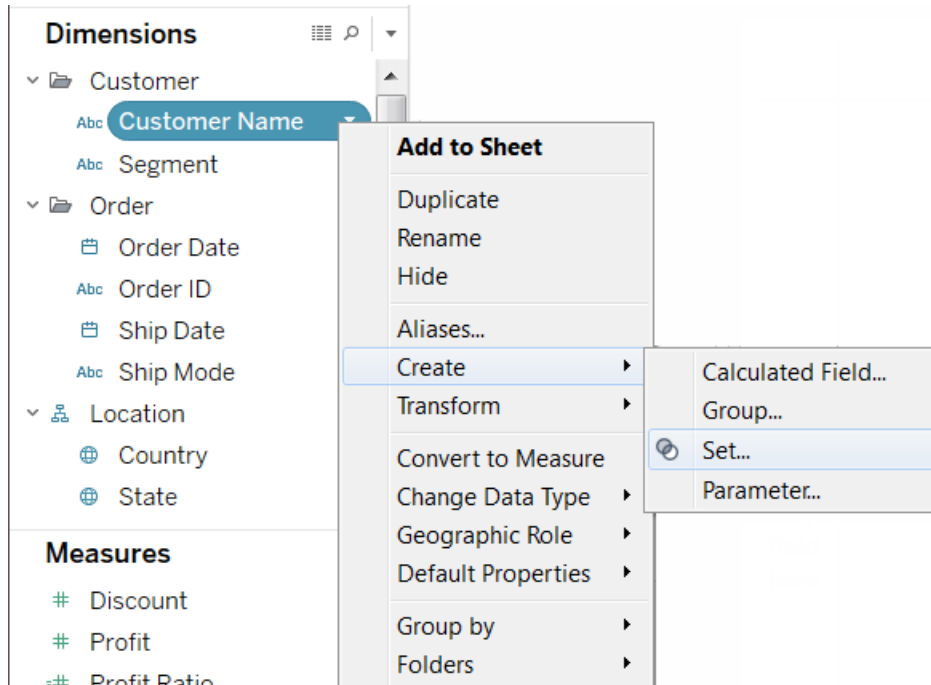 Dimensions
Customer
Abc Customer Name
Abc Segment
Order
Order Date
Abc Order ID
Ship Date
Abc Ship Mode
Location
Country
State
Measures
# Discount
# Profit
=# Profit Ratio
Add to Sheet
Duplicate
Rename
Hide
Aliases...
Create
Transform
Convert to Measure
Change Data Type
Geographic Role
Default Properties
Group by
Folders
Calculated Field...
Group...
Set...
Parameter...